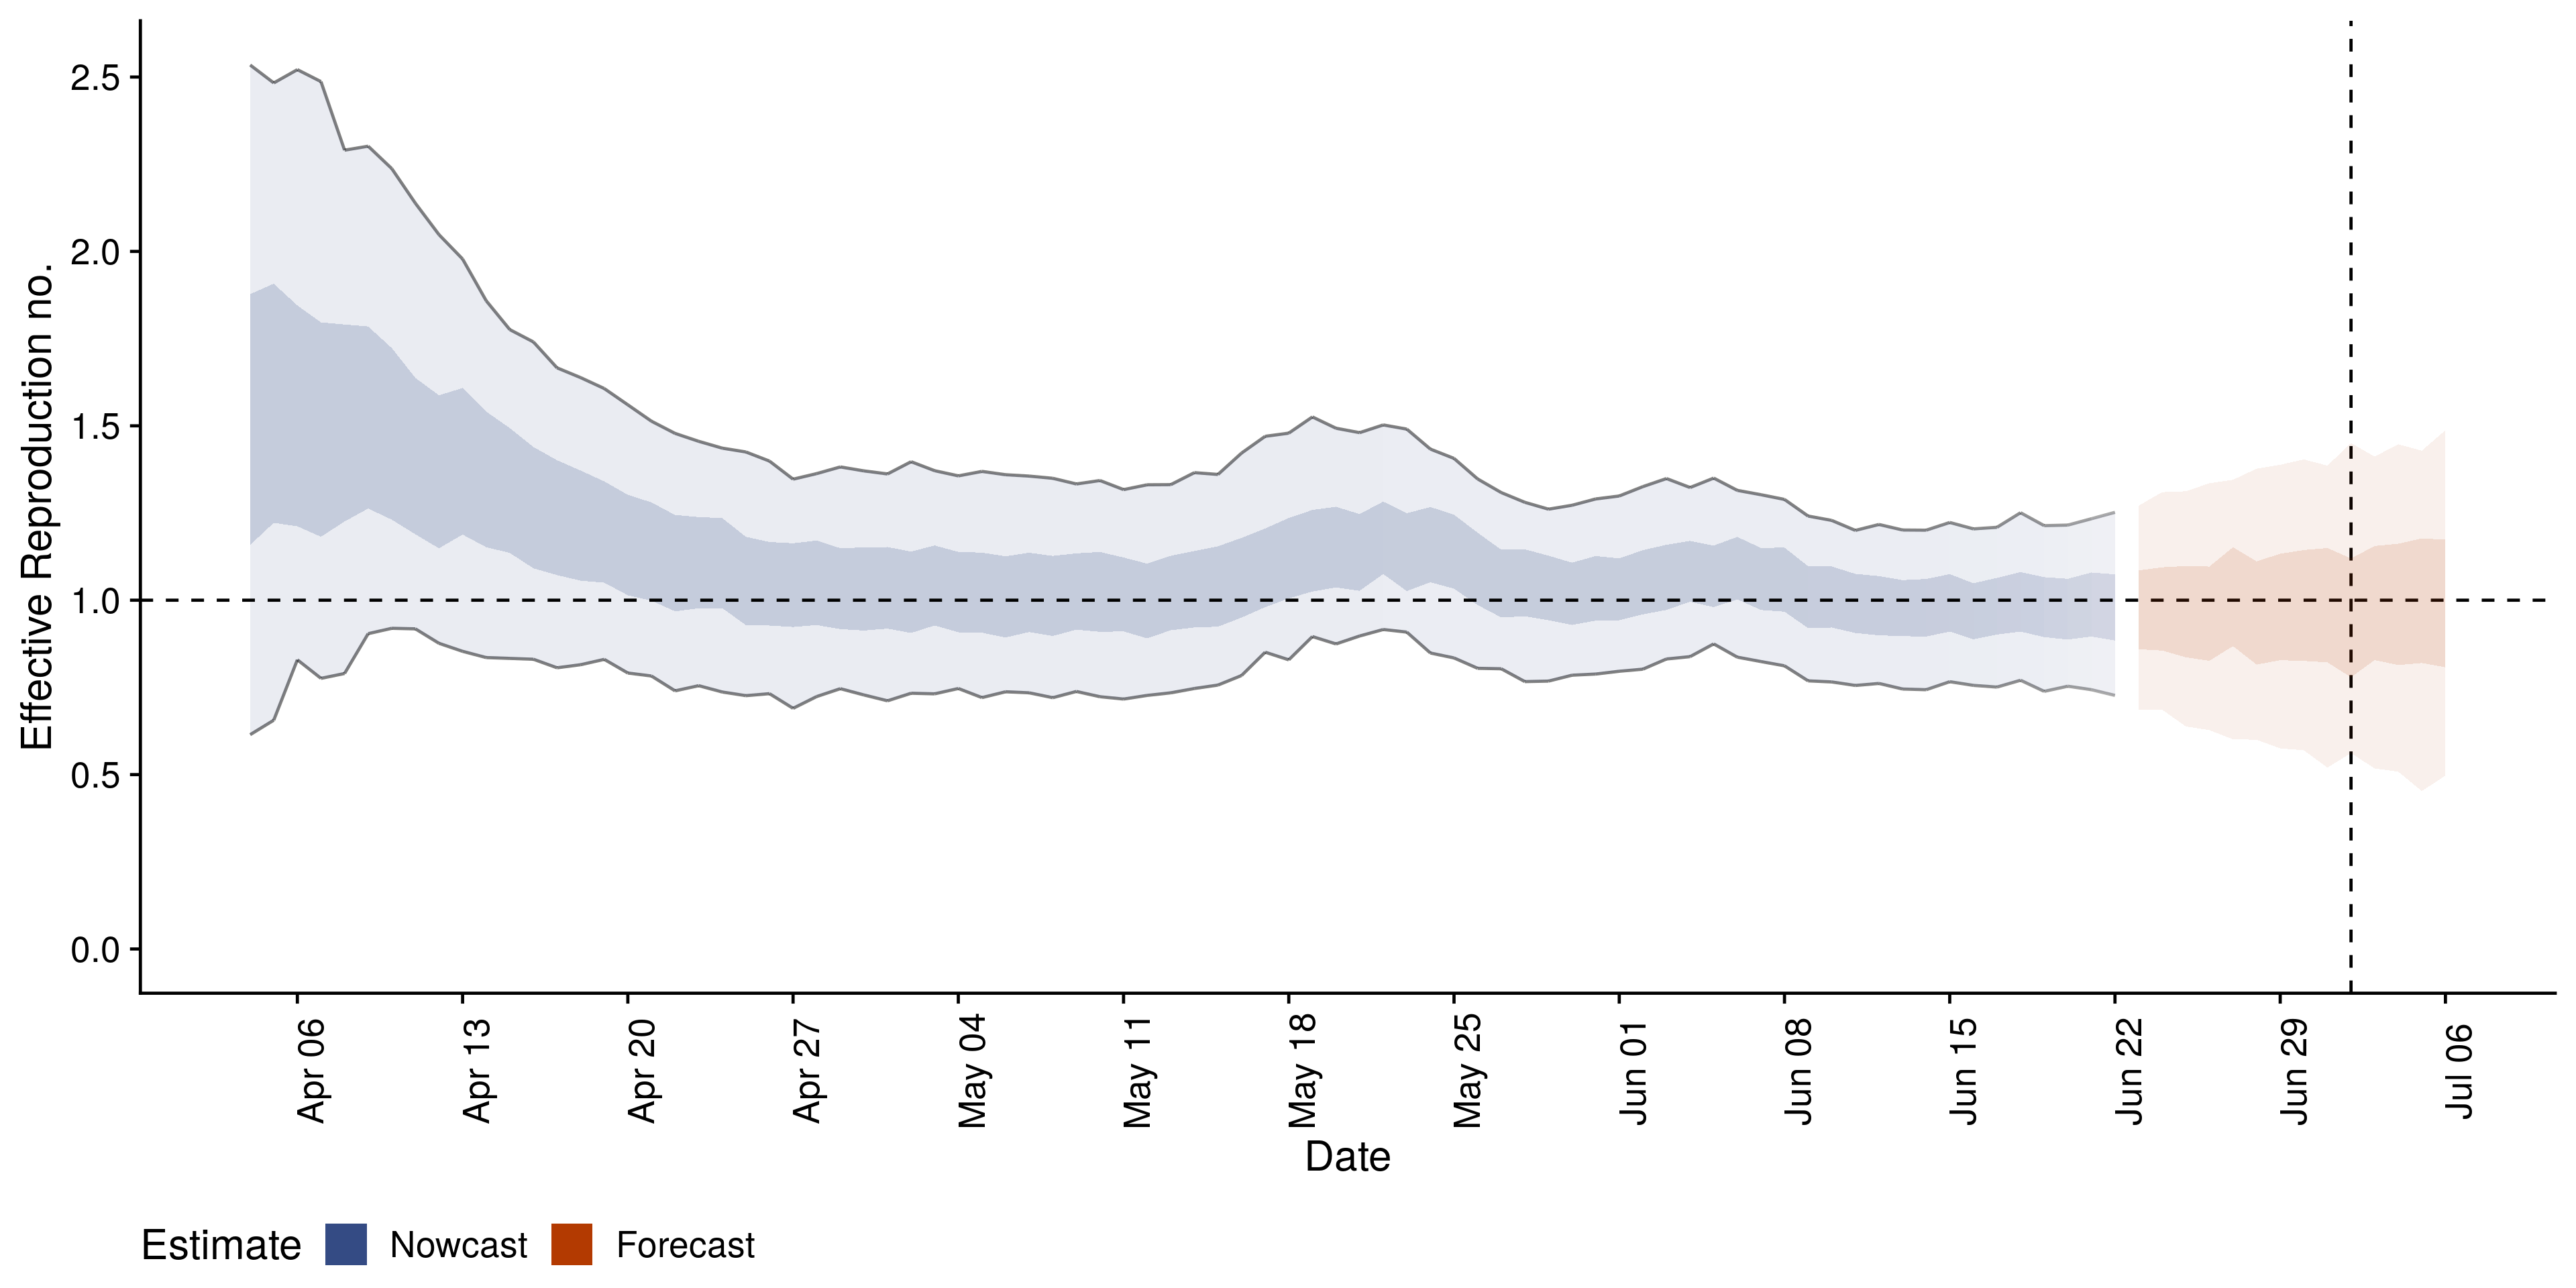 Effective Reproduction no.
2.5
2.0
1.5
1.0
0.5
0.0
Apr 06
Apr 13
Apr 20
Apr 27
May 04
May 11
May 18
May 25
Jun 01
Jun 08
Jun 15
Jun 22
Jun 29
Jul 06
Date
Estimate Nowcast Forecast